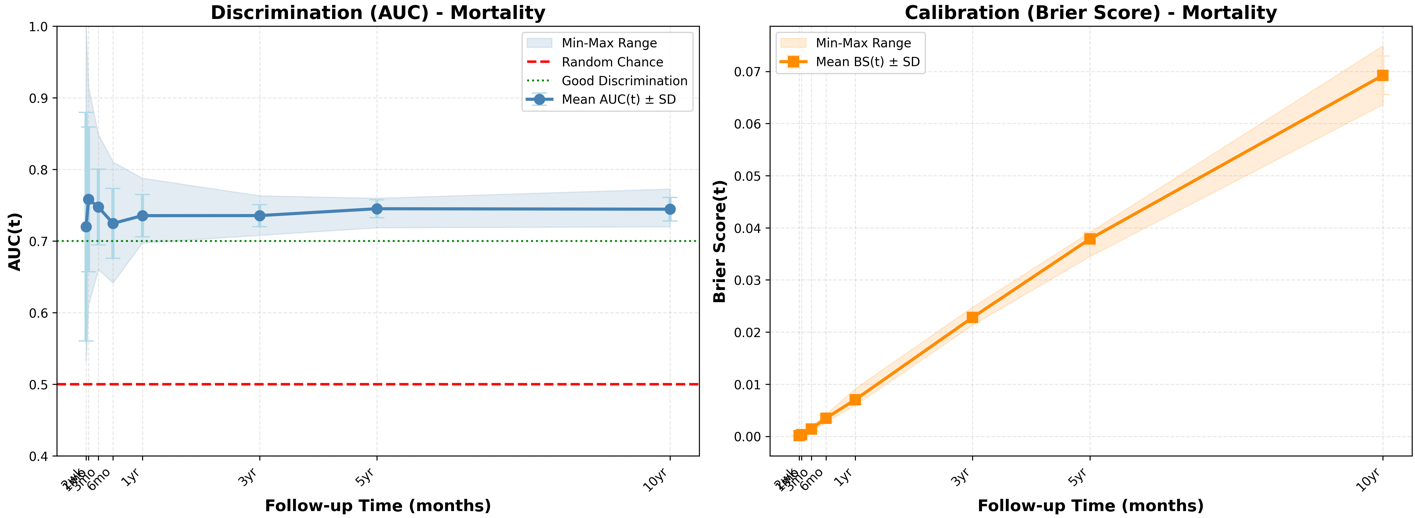 Discrimination (AUC) - Mortality
1.0
0.9
0.8
0.7
0.6
0.5
0.4
AUC(t)
Min-Max Range
Random Chance
Good Discrimination
Mean AUC(t) ± SD
3mo
6mo
1yr
3yr
5yr
10yr
Follow-up Time (months)
Calibration (Brier Score) - Mortality
0.07
0.06
0.05
0.04
0.03
0.02
0.01
0.00
Brier Score(t)
Min-Max Range
Mean BS(t) ± SD
3mo
6mo
1yr
3yr
5yr
10yr
Follow-up Time (months)